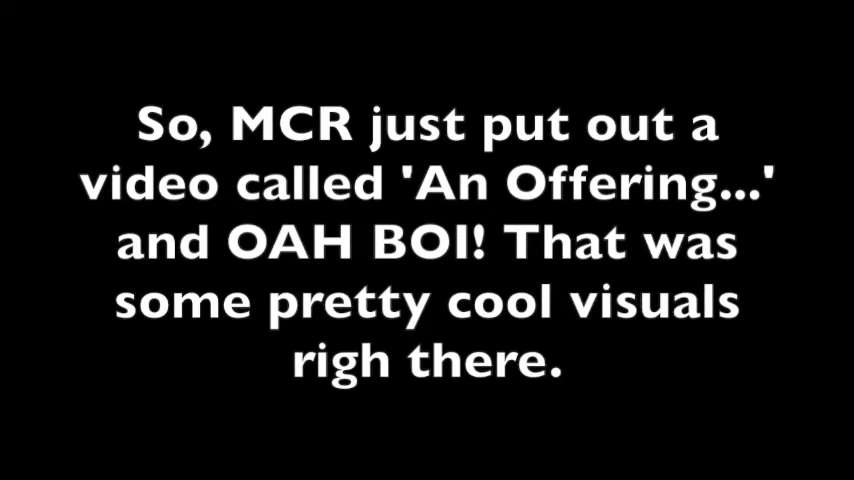 So, MCR just put out a
video called 'An Offering...'
and OAH BOI! That was
some pretty cool visuals
righ there.